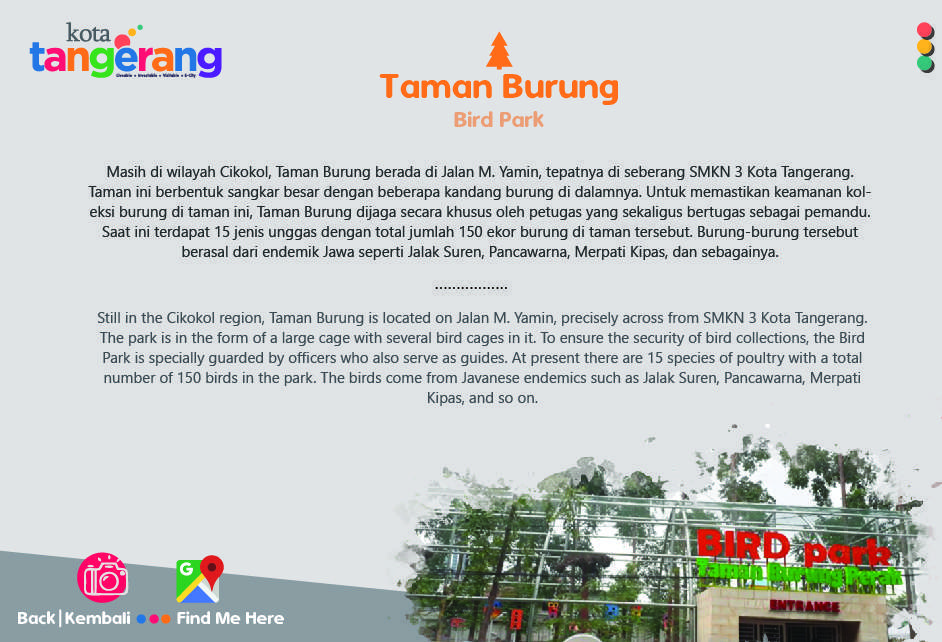 kota
tangerang
Liveable • Investable • Visitable • E-City
Taman Burung
Bird Park
Masih di wilayah Cikokol, Taman Burung berada di Jalan M. Yamin, tepatnya di seberang SMKN 3 Kota Tangerang.
Taman ini berbentuk sangkar besar dengan beberapa kandang burung di dalamnya. Untuk memastikan keamanan kol-
eksi burung di taman ini, Taman Burung dijaga secara khusus oleh petugas yang sekaligus bertugas sebagai pemandu.
Saat ini terdapat 15 jenis unggas dengan total jumlah 150 ekor burung di taman tersebut. Burung-burung tersebut
berasal dari endemik Jawa seperti Jalak Suren, Pancawarna, Merpati Kipas, dan sebagainya.
.................
Still in the Cikokol region, Taman Burung is located on Jalan M. Yamin, precisely across from SMKN 3 Kota Tangerang.
The park is in the form of a large cage with several bird cages in it. To ensure the security of bird collections, the Bird
Park is specially guarded by officers who also serve as guides. At present there are 15 species of poultry with a total
number of 150 birds in the park. The birds come from Javanese endemics such as Jalak Suren, Pancawarna, Merpati
Kipas, and so on.
BIRD park
Taman Burung Perak
ENTRANCE
G
Back|Kembali
Find Me Here